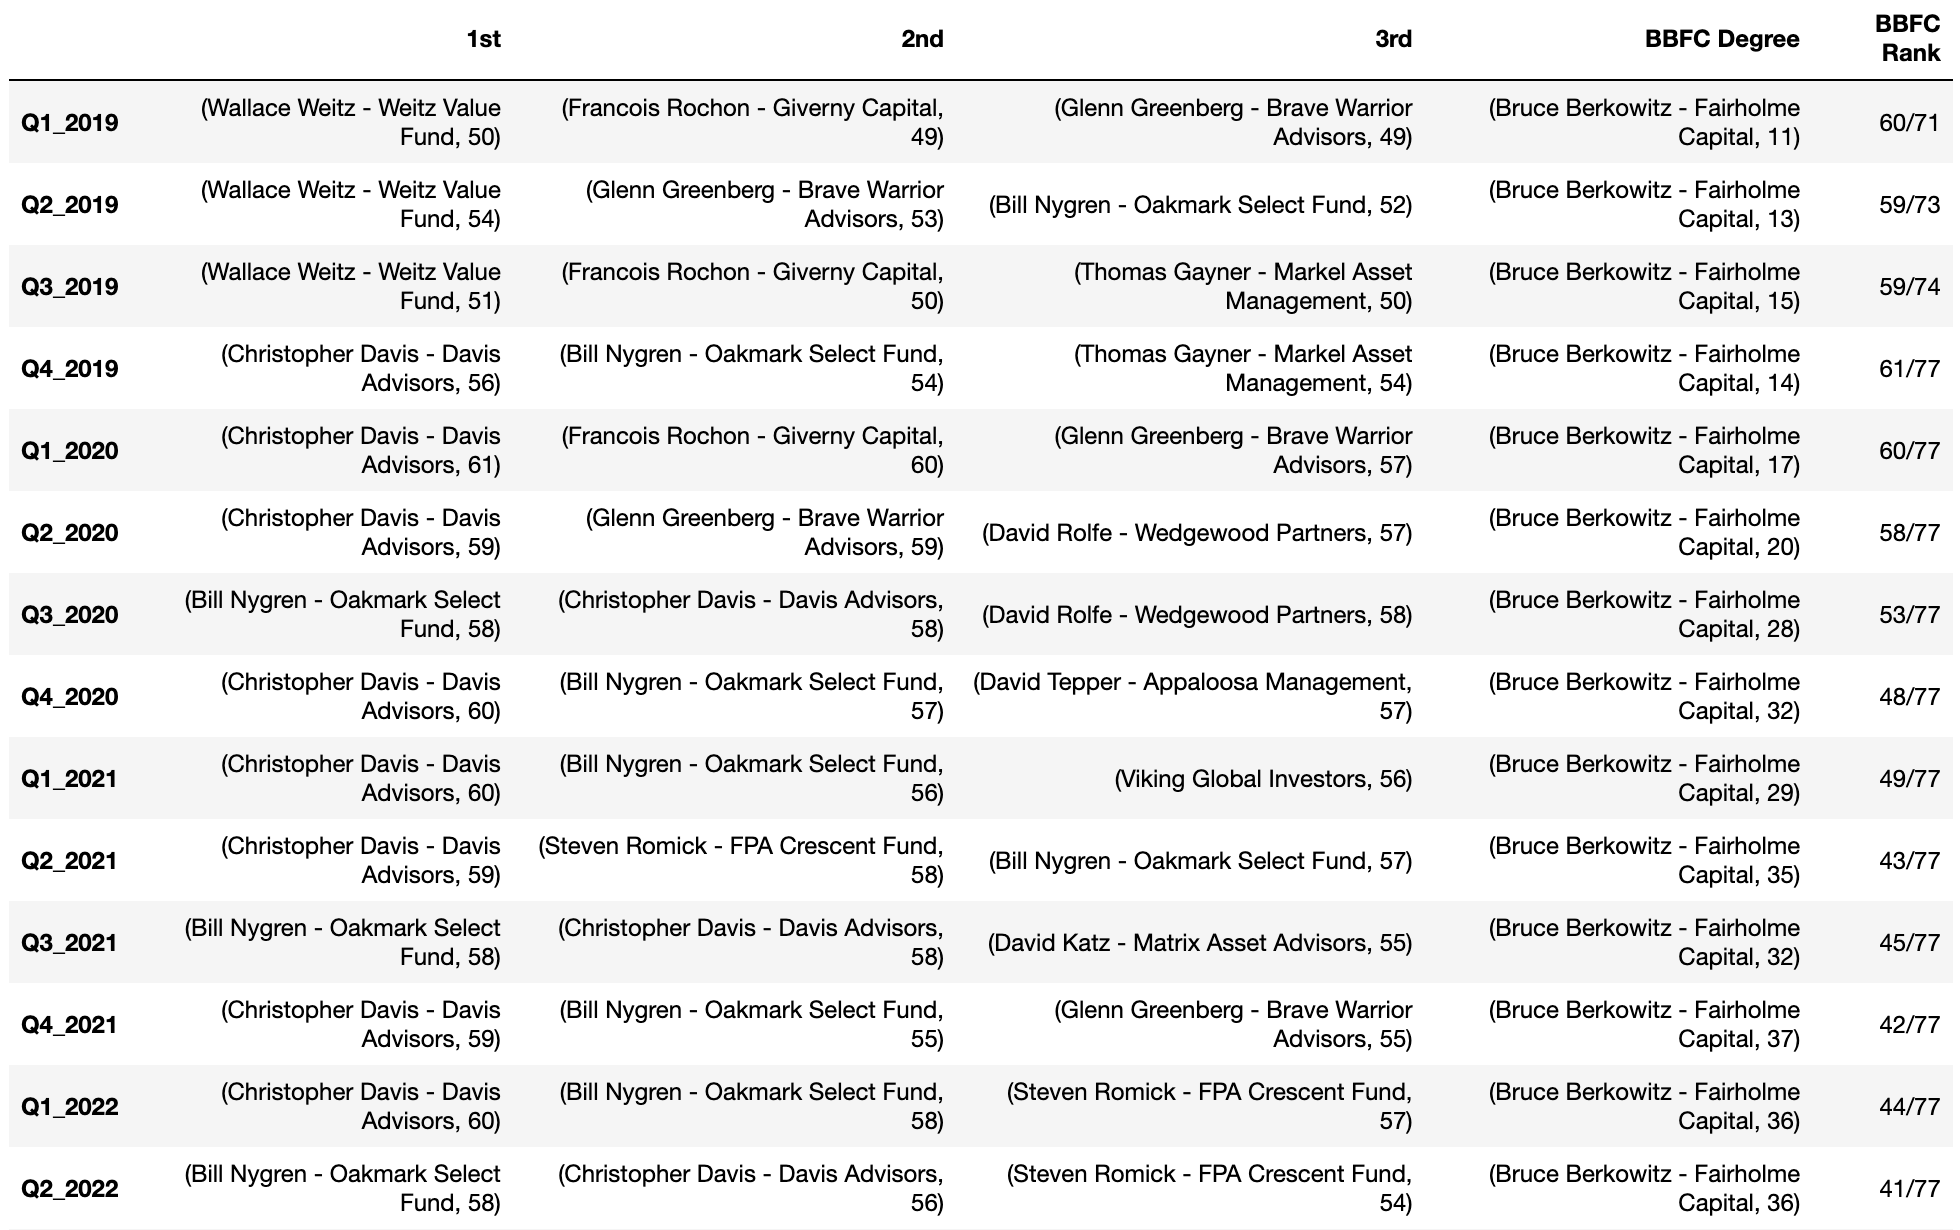 1st 2nd 3rd BBFC Degree BBFC
Rank
Q1_2019 (Wallace Weitz - Weitz Value
Fund, 50) (Francois Rochon - Giverny Capital,
49) (Glenn Greenberg - Brave Warrior
Advisors, 49) (Bruce Berkowitz - Fairholme
Capital, 11) 60/71
Q2_2019 (Wallace Weitz - Weitz Value
Fund, 54) (Glenn Greenberg - Brave Warrior
Advisors, 53) (Bill Nygren - Oakmark Select Fund, 52) (Bruce Berkowitz - Fairholme
Capital, 13) 59/73
Q3_2019 (Wallace Weitz - Weitz Value
Fund, 51) (Francois Rochon - Giverny Capital,
50) (Thomas Gayner - Markel Asset
Management, 50) (Bruce Berkowitz - Fairholme
Capital, 15) 59/74
Q4_2019 (Christopher Davis - Davis
Advisors, 56) (Bill Nygren - Oakmark Select Fund,
54) (Thomas Gayner - Markel Asset
Management, 54) (Bruce Berkowitz - Fairholme
Capital, 14) 61/77
Q1_2020 (Christopher Davis - Davis
Advisors, 61) (Francois Rochon - Giverny Capital,
60) (Glenn Greenberg - Brave Warrior
Advisors, 57) (Bruce Berkowitz - Fairholme
Capital, 17) 60/77
Q2_2020 (Christopher Davis - Davis
Advisors, 59) (Glenn Greenberg - Brave Warrior
Advisors, 59) (David Rolfe - Wedgewood Partners, 57) (Bruce Berkowitz - Fairholme
Capital, 20) 58/77
Q3_2020 (Bill Nygren - Oakmark Select
Fund, 58) (Christopher Davis - Davis Advisors,
58) (David Rolfe - Wedgewood Partners, 58) (Bruce Berkowitz - Fairholme
Capital, 28) 53/77
Q4_2020 (Christopher Davis - Davis
Advisors, 60) (Bill Nygren - Oakmark Select Fund,
57) (David Tepper - Appaloosa Management,
57) (Bruce Berkowitz - Fairholme
Capital, 32) 48/77
Q1_2021 (Christopher Davis - Davis
Advisors, 60) (Bill Nygren - Oakmark Select Fund,
56) (Viking Global Investors, 56) (Bruce Berkowitz - Fairholme
Capital, 29) 49/77
Q2_2021 (Christopher Davis - Davis
Advisors, 59) (Steven Romick - FPA Crescent Fund,
58) (Bill Nygren - Oakmark Select Fund, 57) (Bruce Berkowitz - Fairholme
Capital, 35) 43/77
Q3_2021 (Bill Nygren - Oakmark Select
Fund, 58) (Christopher Davis - Davis Advisors,
58) (David Katz - Matrix Asset Advisors, 55) (Bruce Berkowitz - Fairholme
Capital, 32) 45/77
Q4_2021 (Christopher Davis - Davis
Advisors, 59) (Bill Nygren - Oakmark Select Fund,
55) (Glenn Greenberg - Brave Warrior
Advisors, 55) (Bruce Berkowitz - Fairholme
Capital, 37) 42/77
Q1_2022 (Christopher Davis - Davis
Advisors, 60) (Bill Nygren - Oakmark Select Fund,
58) (Steven Romick - FPA Crescent Fund,
57) (Bruce Berkowitz - Fairholme
Capital, 36) 44/77
Q2_2022 (Bill Nygren - Oakmark Select
Fund, 58) (Christopher Davis - Davis Advisors,
56) (Steven Romick - FPA Crescent Fund,
54) (Bruce Berkowitz - Fairholme
Capital, 36) 41/77